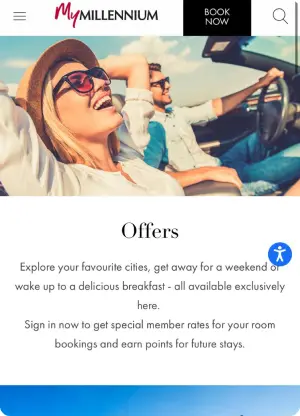 MyMILLENNIUM
BOOK
NOW
Offers
Explore your favourite cities, get away for a weekend or
wake up to a delicious breakfast - all available exclusively
here.
Sign in now to get special member rates for your room
bookings and earn points for future stays.